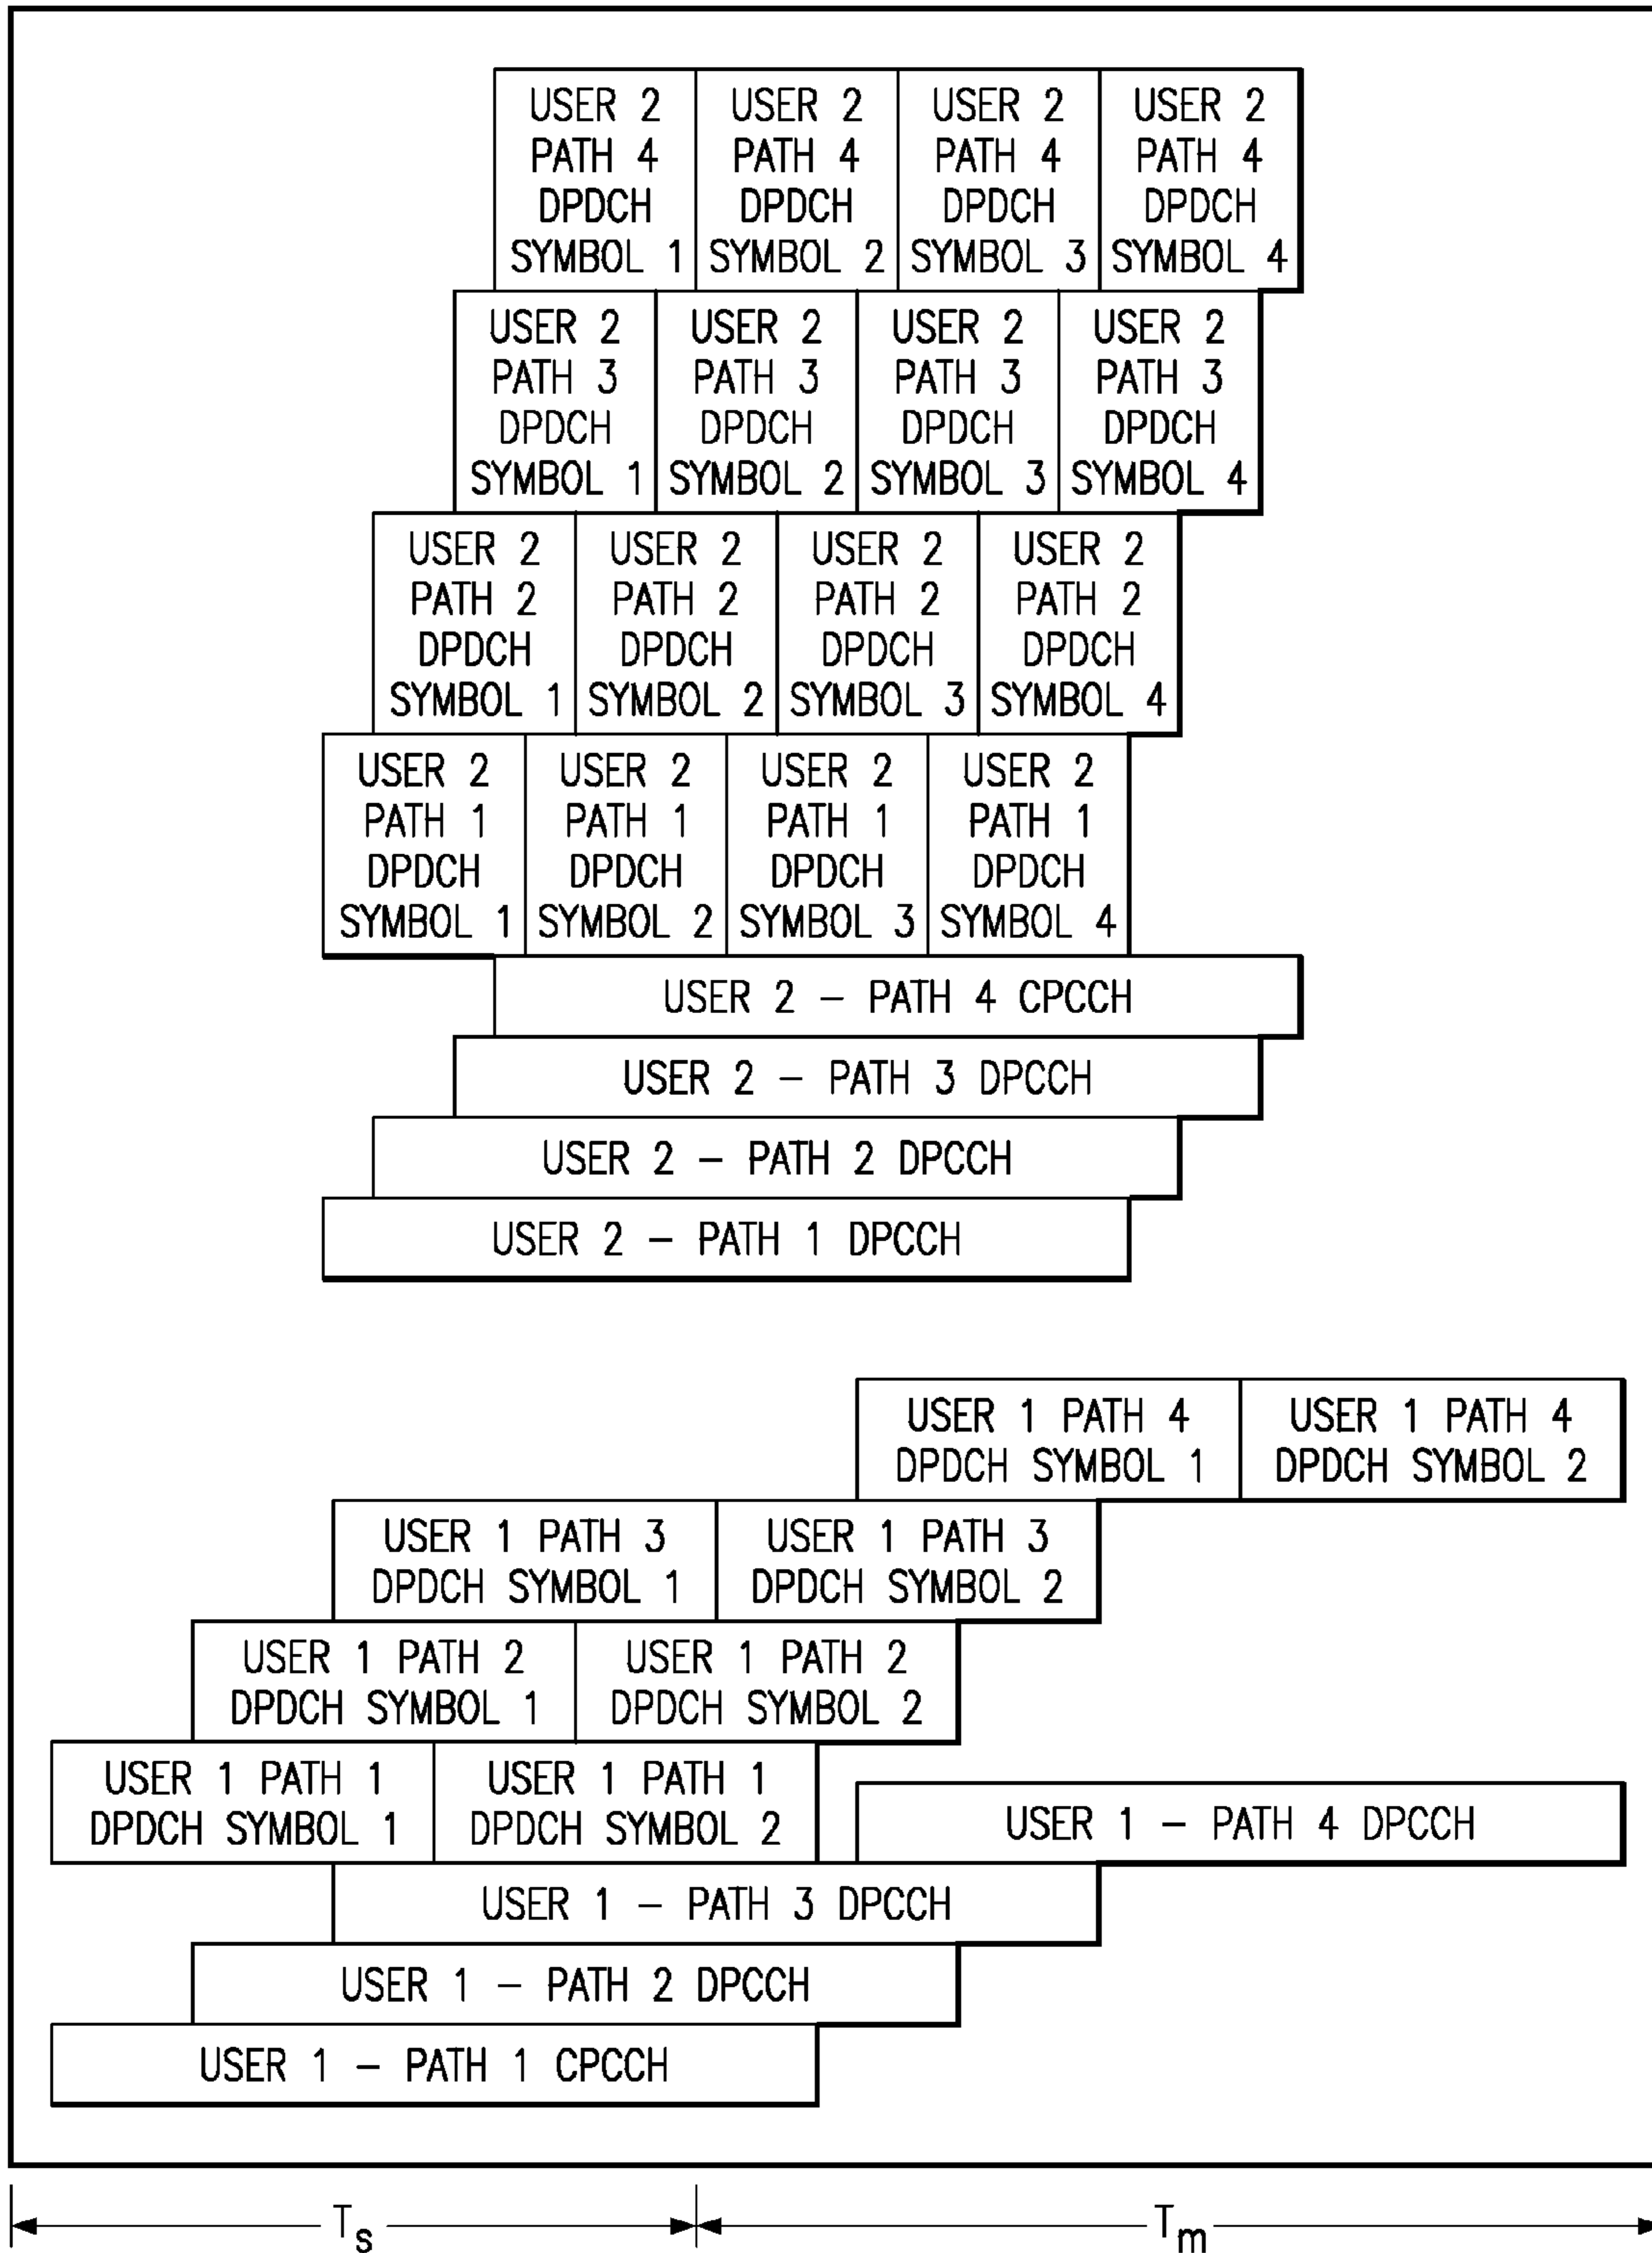 USER 2 USER 2 USER 2 USER 2
PATH 4 PATH 4 PATH 4 PATH 4
DPDCH DPDCH DPDCH DPDCH
SYMBOL 1 SYMBOL 2 SYMBOL 3 SYMBOL 4
USER 2 USER 2 USER 2 USER 2
PATH 3 PATH 3 PATH 3 PATH 3
DPDCH DPDCH DPDCH DPDCH
SYMBOL 1 SYMBOL 2 SYMBOL 3 SYMBOL 4
USER 2 USER 2 USER 2 USER 2
PATH 2 PATH 2 PATH 2 PATH 2
DPDCH DPDCH DPDCH DPDCH
SYMBOL 1 SYMBOL 2 SYMBOL 3 SYMBOL 4
USER 2 USER 2 USER 2 USER 2
PATH 1 PATH 1 PATH 1 PATH 1
DPDCH DPDCH DPDCH DPDCH
SYMBOL 1 SYMBOL 2 SYMBOL 3 SYMBOL 4
USER 2 – PATH 4 CPCCH
USER 2 – PATH 3 DPCCH
USER 2 – PATH 2 DPCCH
USER 2 – PATH 1 DPCCH
USER 1 PATH 4 USER 1 PATH 4
DPDCH SYMBOL 1 DPDCH SYMBOL 2
USER 1 PATH 3 USER 1 PATH 3
DPDCH SYMBOL 1 DPDCH SYMBOL 2
USER 1 PATH 2 USER 1 PATH 2
DPDCH SYMBOL 1 DPDCH SYMBOL 2
USER 1 PATH 1 USER 1 PATH 1
DPDCH SYMBOL 1 DPDCH SYMBOL 2
USER 1 – PATH 4 DPCCH
USER 1 – PATH 3 DPCCH
USER 1 – PATH 2 DPCCH
USER 1 – PATH 1 CPCCH
Ts Tm